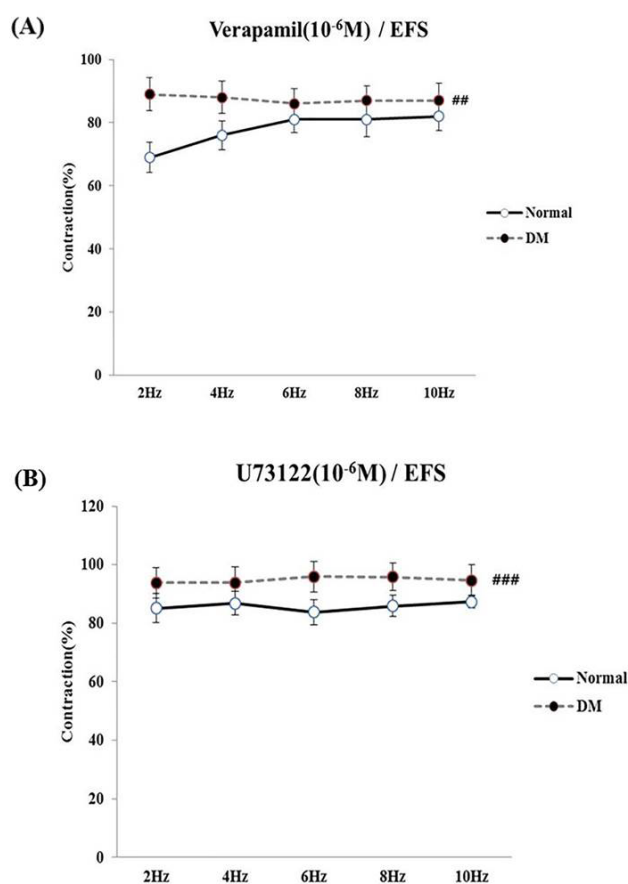 (A)
Verapamil(10⁻⁶M) / EFS
100
80
60
40
20
0
Contraction(%)
2Hz 4Hz 6Hz 8Hz 10Hz
##
Normal
DM
(B)
U73122(10⁻⁶M) / EFS
120
100
80
60
40
20
0
Contraction(%)
2Hz 4Hz 6Hz 8Hz 10Hz
###
Normal
DM